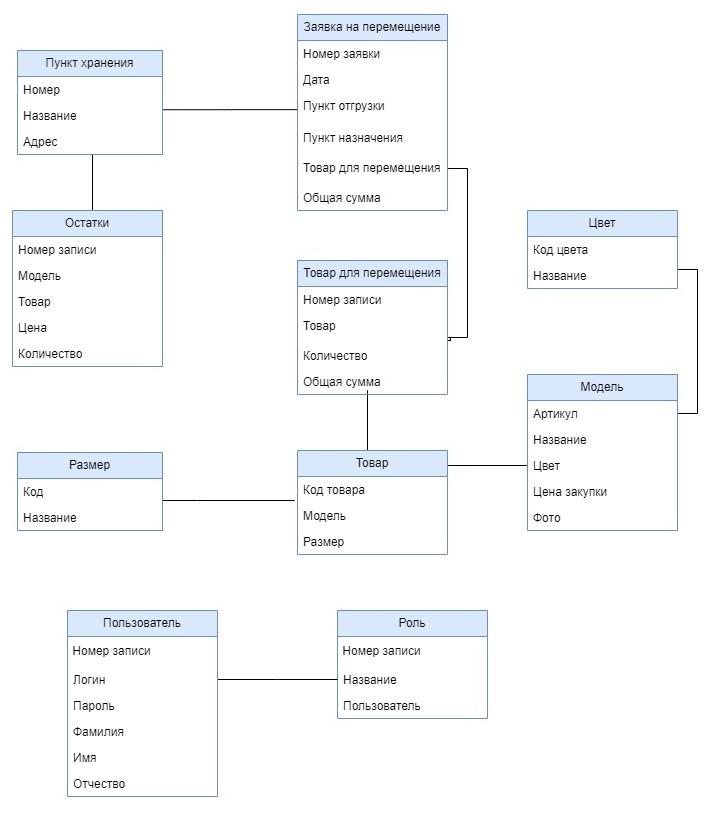 Заявка на перемещение
Номер заявки
Дата
Пункт отгрузки
Пункт назначения
Товар для перемещения
Общая сумма
Пункт хранения
Номер
Название
Адрес
Остатки
Номер записи
Модель
Товар
Цена
Количество
Товар для перемещения
Номер записи
Товар
Количество
Общая сумма
Цвет
Код цвета
Название
Модель
Артикул
Название
Цвет
Цена закупки
Фото
Размер
Код
Название
Товар
Код товара
Модель
Размер
Пользователь
Номер записи
Логин
Пароль
Фамилия
Имя
Отчество
Роль
Номер записи
Название
Пользователь